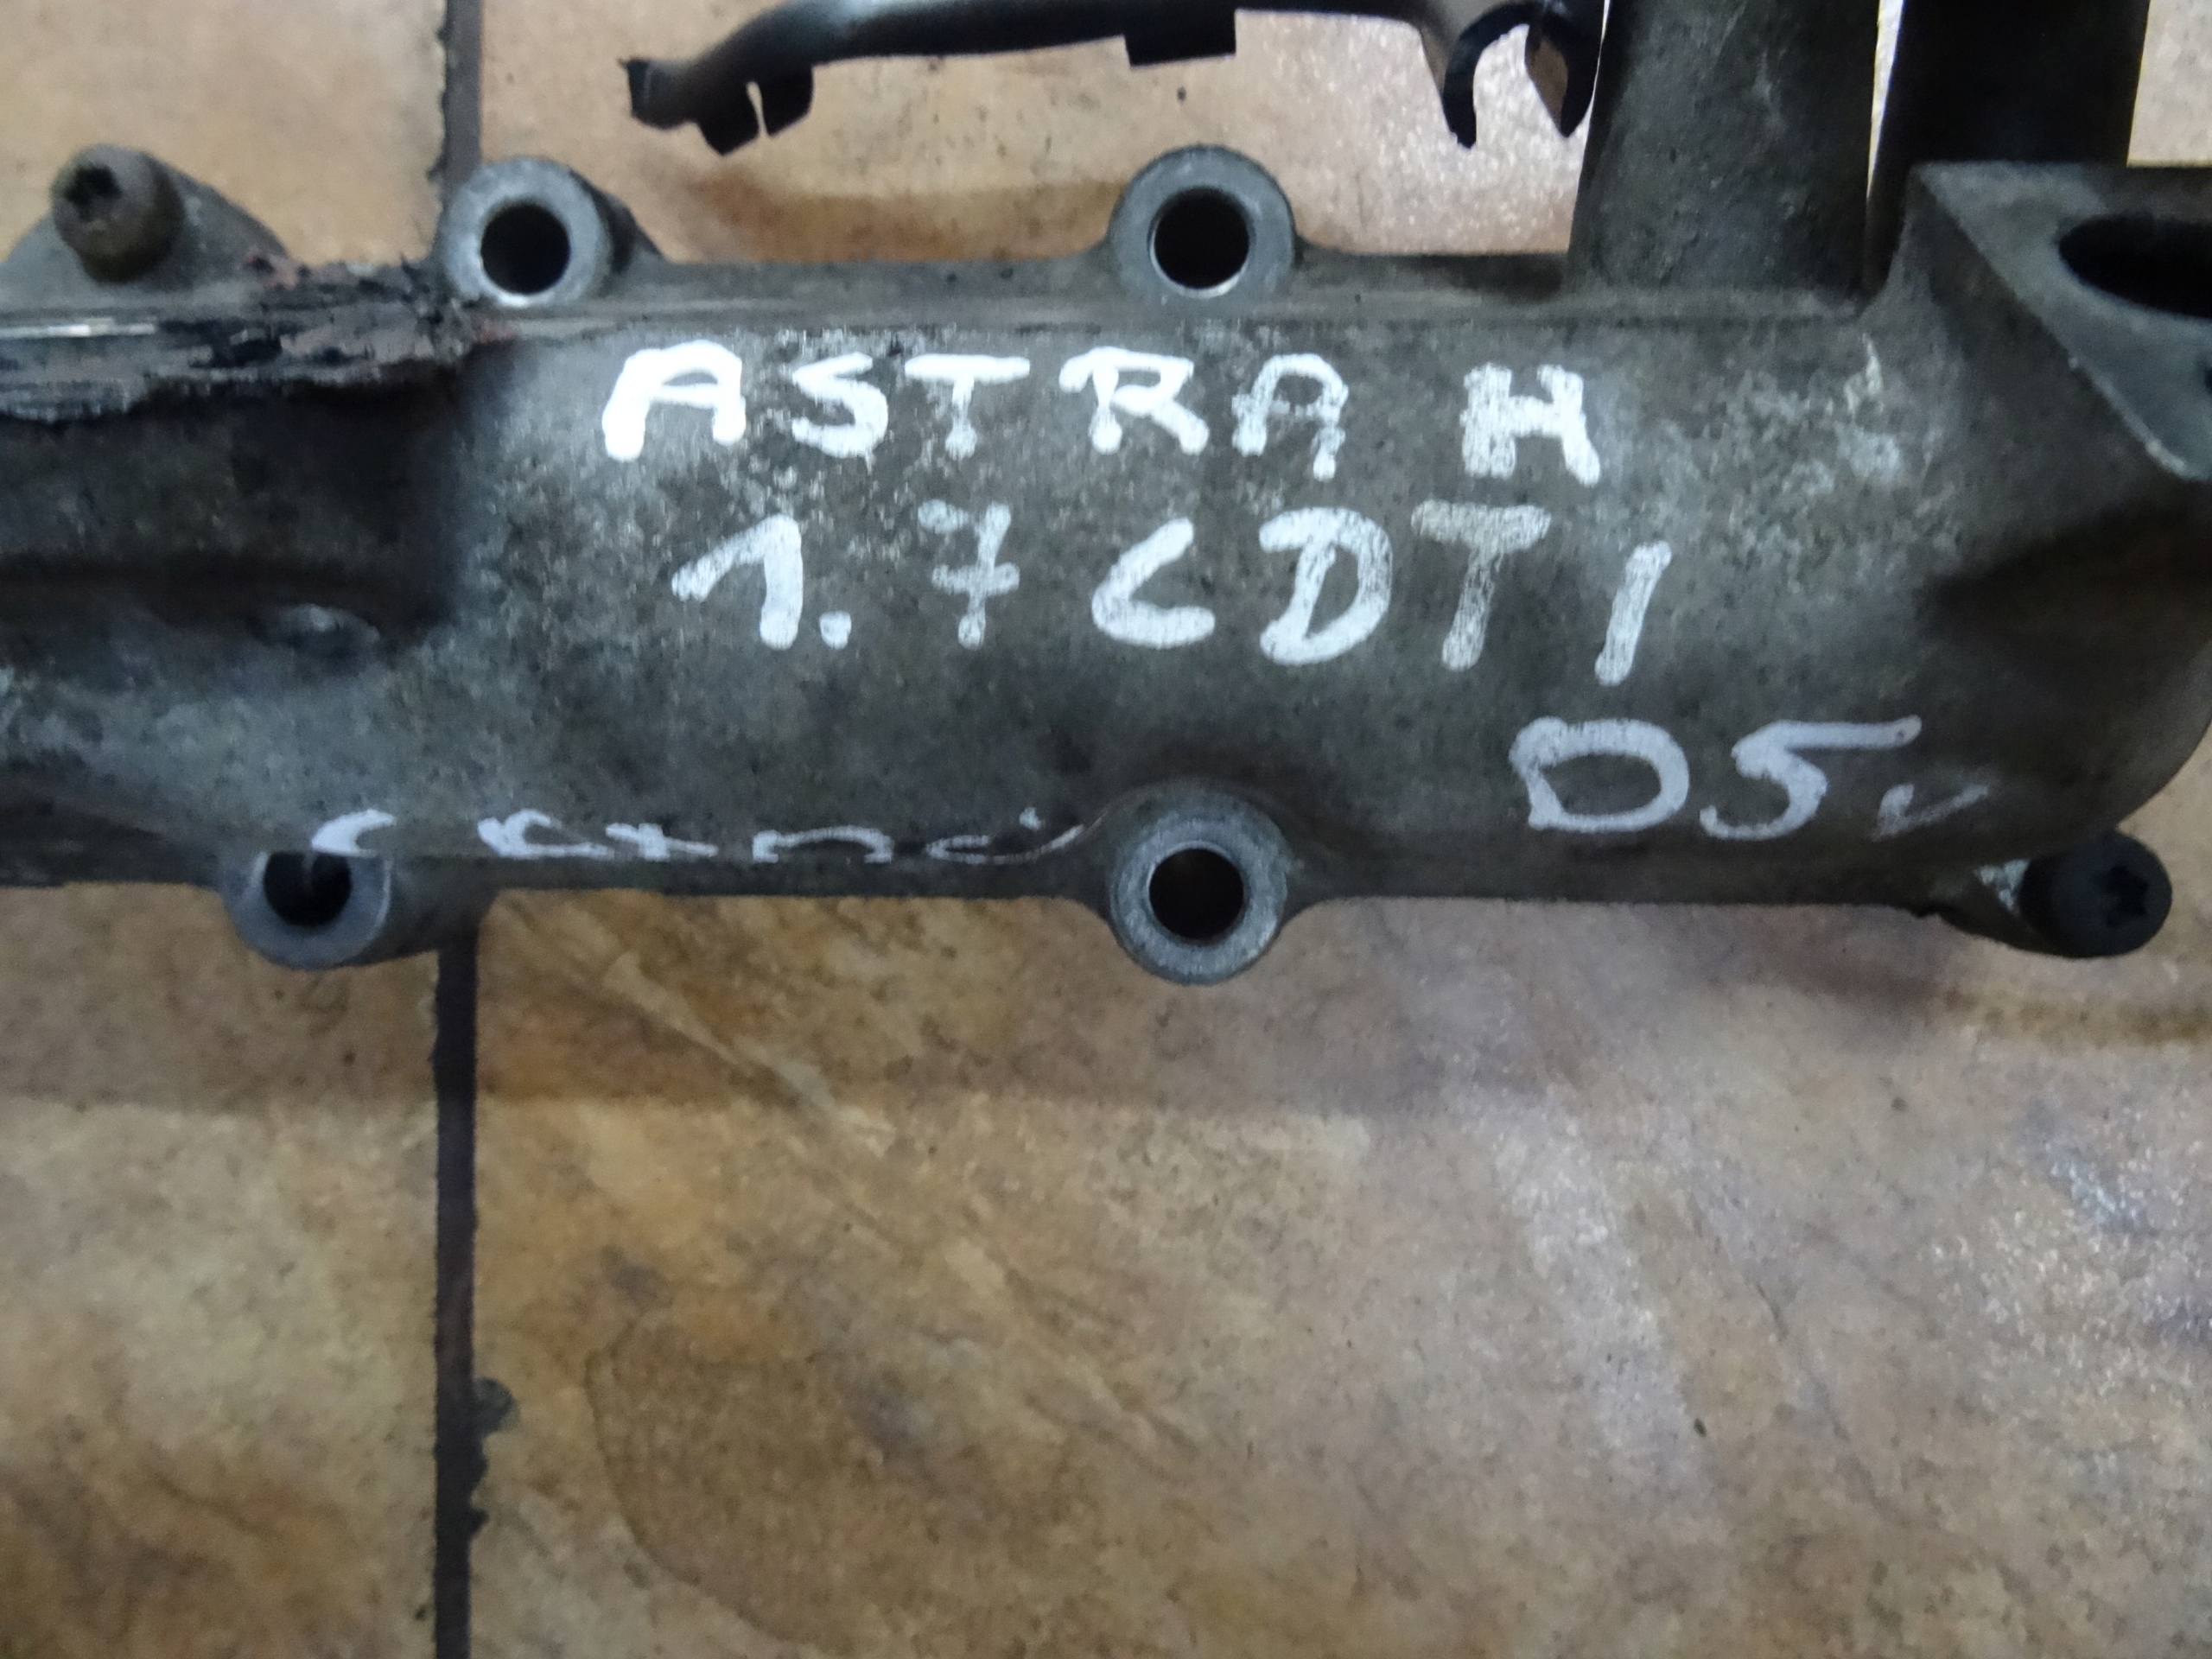 ASTRA H
1.7 CDTI
05